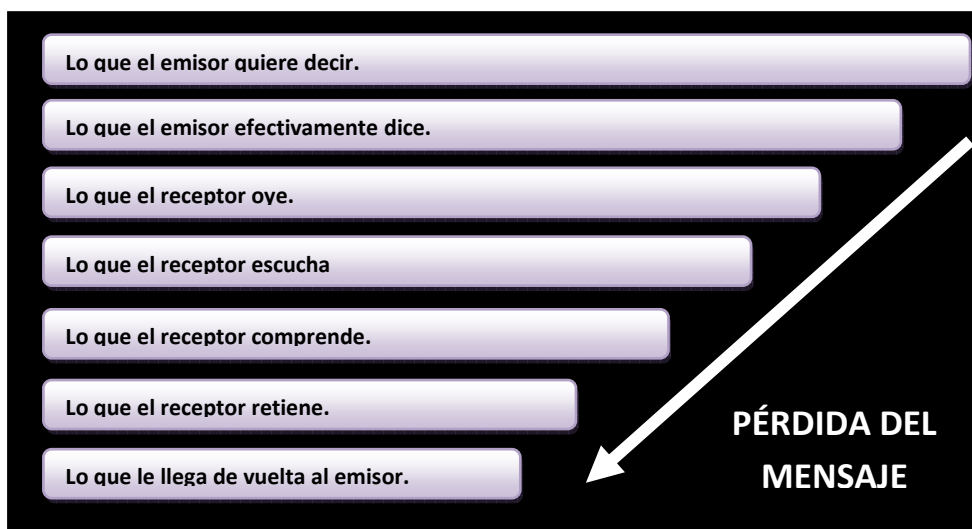 Lo que el emisor quiere decir.
Lo que el emisor efectivamente dice.
Lo que el receptor oye.
Lo que el receptor escucha
Lo que el receptor comprende.
Lo que el receptor retiene.
Lo que le llega de vuelta al emisor.
PÉRDIDA DEL
MENSAJE